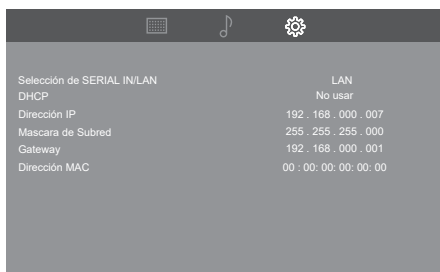 Selección de SERIAL IN/LAN LAN
DHCP No usar
Dirección IP 192 . 168 . 000 . 007
Mascara de Subred 255 . 255 . 255 . 000
Gateway 192 . 168 . 000 . 001
Dirección MAC 00 : 00: 00: 00: 00: 00